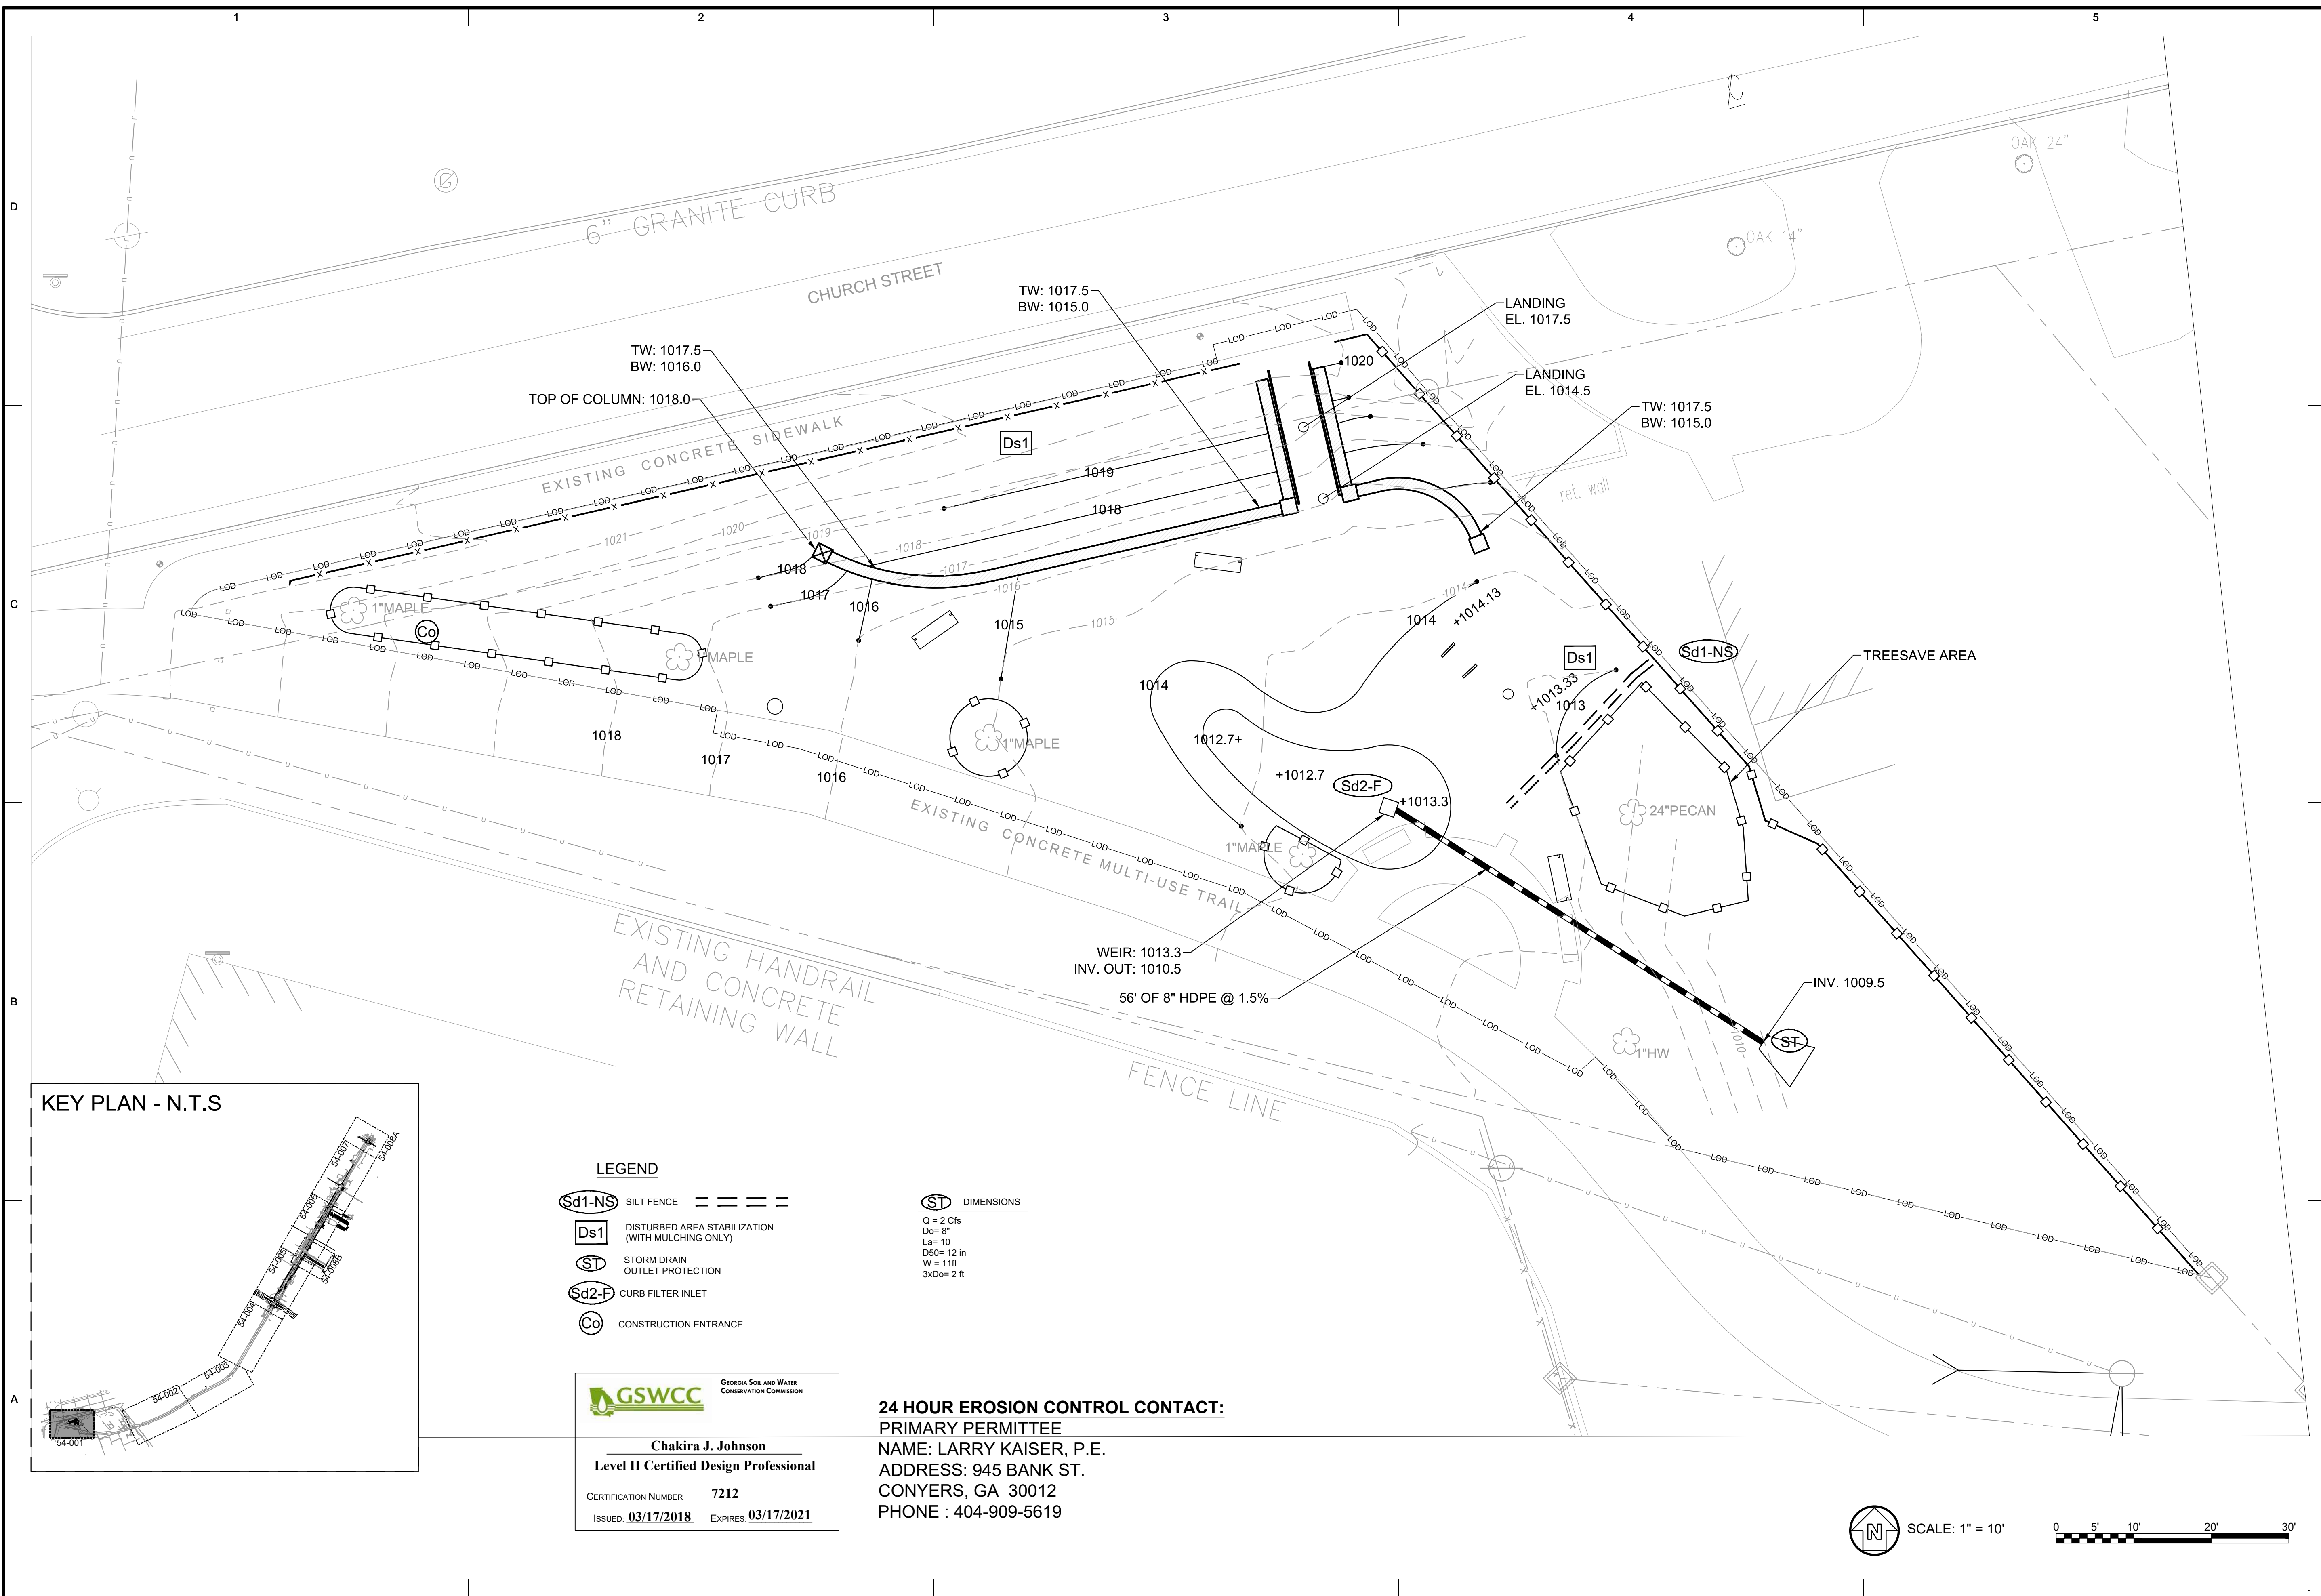 1
2
3
4
5
D
C
B
A
6" GRANITE CURB
CHURCH STREET
OAK 24"
OAK 14"
TW: 1017.5
BW: 1015.0
LANDING
EL. 1017.5
TW: 1017.5
BW: 1016.0
TOP OF COLUMN: 1018.0
LANDING
EL. 1014.5
TW: 1017.5
BW: 1015.0
1020
EXISTING CONCRETE SIDEWALK
Ds1
1019
1018
ret. wall
1021
1020
1019
1018
1017
1016
1015
1014
1018
1017
1016
1015
1"MAPLE
Co
MAPLE
1014
+1014.13
Ds1
Sd1-NS
TREESAVE AREA
+1013.33
1013
1014
1018
1017
1016
1"MAPLE
1012.7+
+1012.7
Sd2-F
+1013.3
24"PECAN
1"MAPLE
EXISTING CONCRETE MULTI-USE TRAIL
LOD
EXISTING HANDRAIL
AND CONCRETE
RETAINING WALL
WEIR: 1013.3
INV. OUT: 1010.5
56' OF 8" HDPE @ 1.5%
INV. 1009.5
ST
1"HW
1010
FENCE LINE
KEY PLAN - N.T.S
54-008A
54-007
54-006
54-005
54-008B
54-004
54-003
54-002
54-001
LEGEND
Sd1-NS SILT FENCE
Ds1 DISTURBED AREA STABILIZATION
(WITH MULCHING ONLY)
ST STORM DRAIN
OUTLET PROTECTION
Sd2-F CURB FILTER INLET
Co CONSTRUCTION ENTRANCE
ST DIMENSIONS
Q = 2 Cfs
Do= 8"
La= 10
D50= 12 in
W = 11ft
3xDo= 2 ft
GSWCC
GEORGIA SOIL AND WATER
CONSERVATION COMMISSION
Chakira J. Johnson
Level II Certified Design Professional
CERTIFICATION NUMBER 7212
ISSUED: 03/17/2018 EXPIRES: 03/17/2021
24 HOUR EROSION CONTROL CONTACT:
PRIMARY PERMITTEE
NAME: LARRY KAISER, P.E.
ADDRESS: 945 BANK ST.
CONYERS, GA 30012
PHONE : 404-909-5619
N
SCALE: 1" = 10'
0 5' 10' 20' 30'